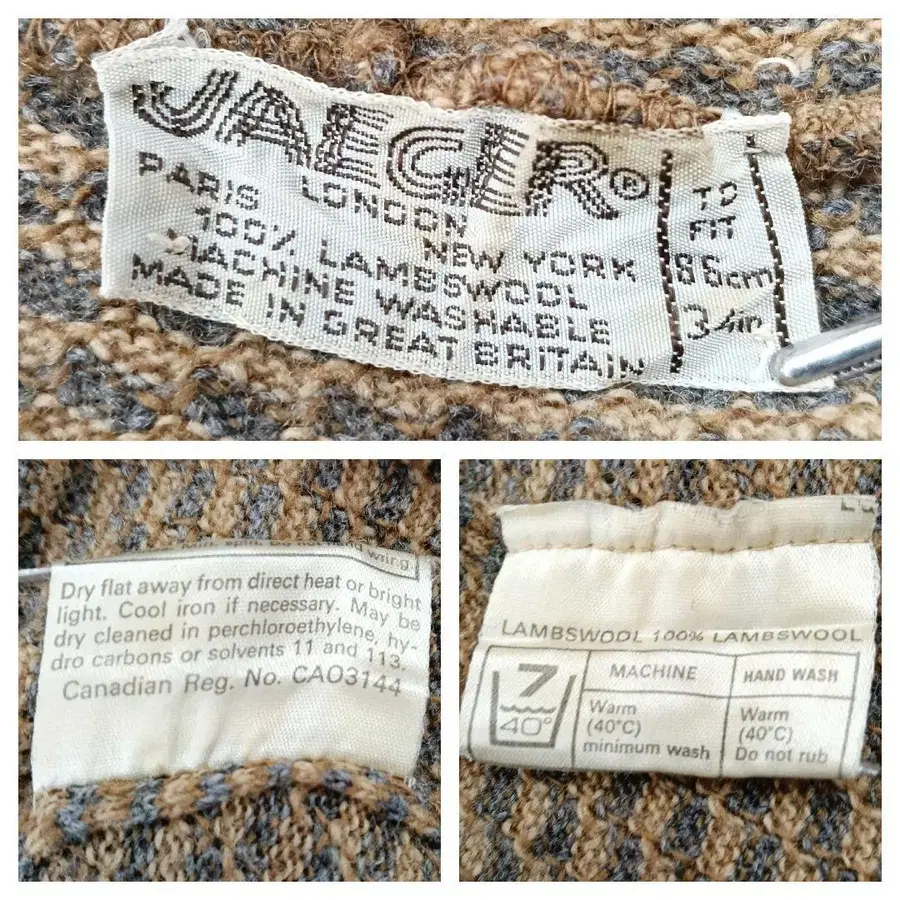 JAEGER®
PARIS
LONDON
NEW YORK
100% LAMBSWOOL
MACHINE WASHABLE
MADE IN GREAT BRITAIN
TO
FIT
86cm
34in
wring.
Dry flat away from direct heat or bright
light. Cool iron if necessary. May be
dry cleaned in perchloroethylene, hy-
dro carbons or solvents 11 and 113.
Canadian Reg. No. CAO3144
LAMBSWOOL 100% LAMBSWOOL
7
40°
MACHINE
Warm
(40°C)
minimum wash
HAND WASH
Warm
(40°C)
Do not rub